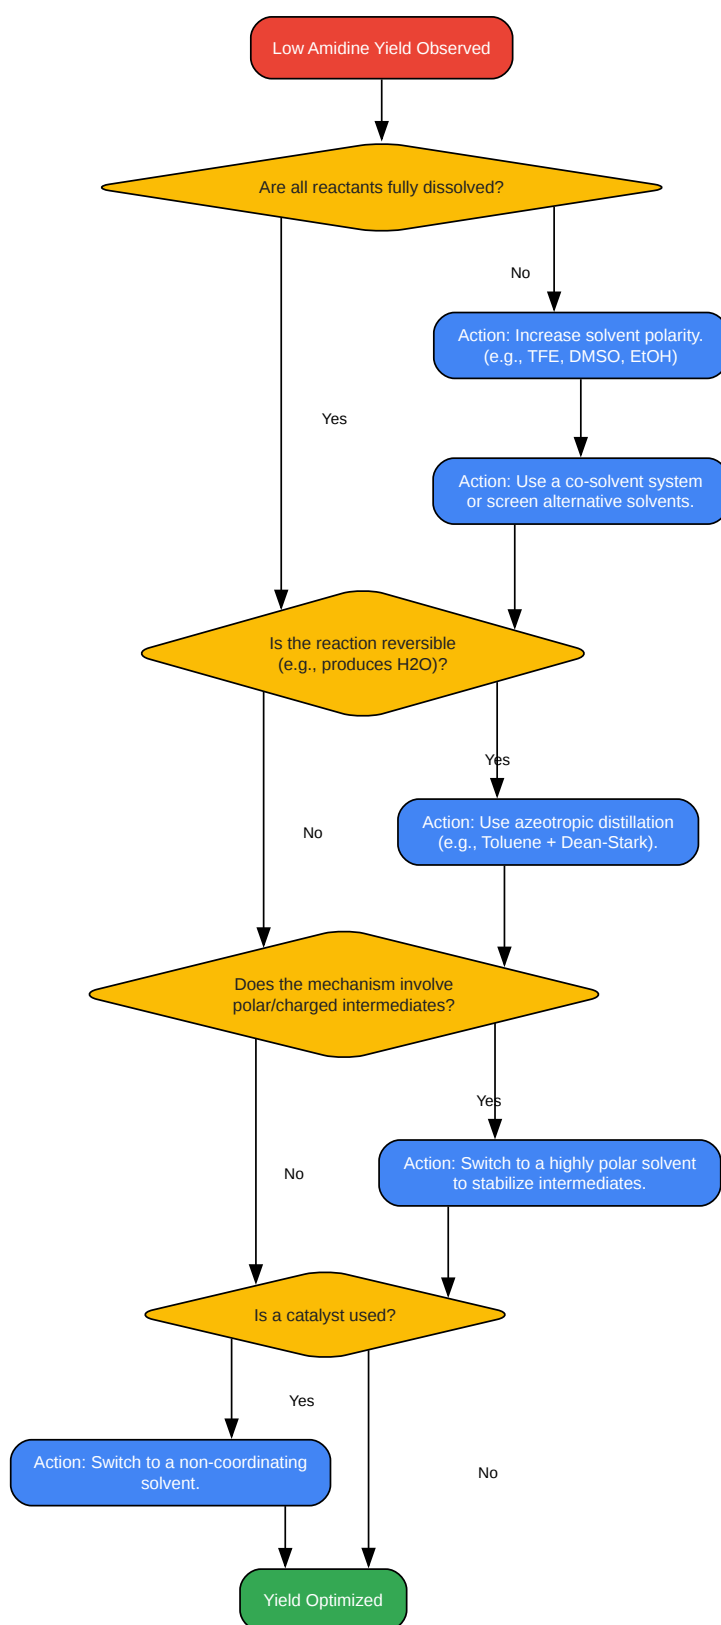 Low Amidine Yield Observed
Are all reactants fully dissolved?
No
Action: Increase solvent polarity.
(e.g., TFE, DMSO, EtOH)
Yes
Action: Use a co-solvent system
or screen alternative solvents.
Is the reaction reversible
(e.g., produces H2O)?
Yes
Action: Use azeotropic distillation
(e.g., Toluene + Dean-Stark).
No
Does the mechanism involve
polar/charged intermediates?
Yes
Action: Switch to a highly polar solvent
to stabilize intermediates.
No
Is a catalyst used?
Yes
Action: Switch to a non-coordinating
solvent.
No
Yield Optimized